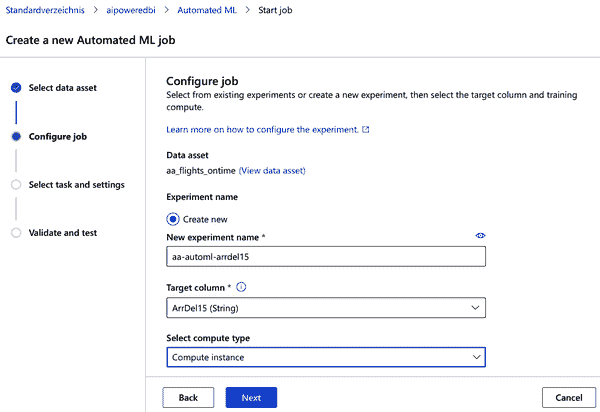 Standardverzeichnis > aipoweredbi > Automated ML > Start job
Create a new Automated ML job
Select data asset
Configure job
Select task and settings
Validate and test
Configure job
Select from existing experiments or create a new experiment, then select the target column and training
compute.
Learn more on how to configure the experiment.
Data asset
aa_flights_ontime (View data asset)
Experiment name
Create new
New experiment name *
aa-automl-arrdel15
Target column *
ArrDel15 (String)
Select compute type
Compute instance
Back Next Cancel